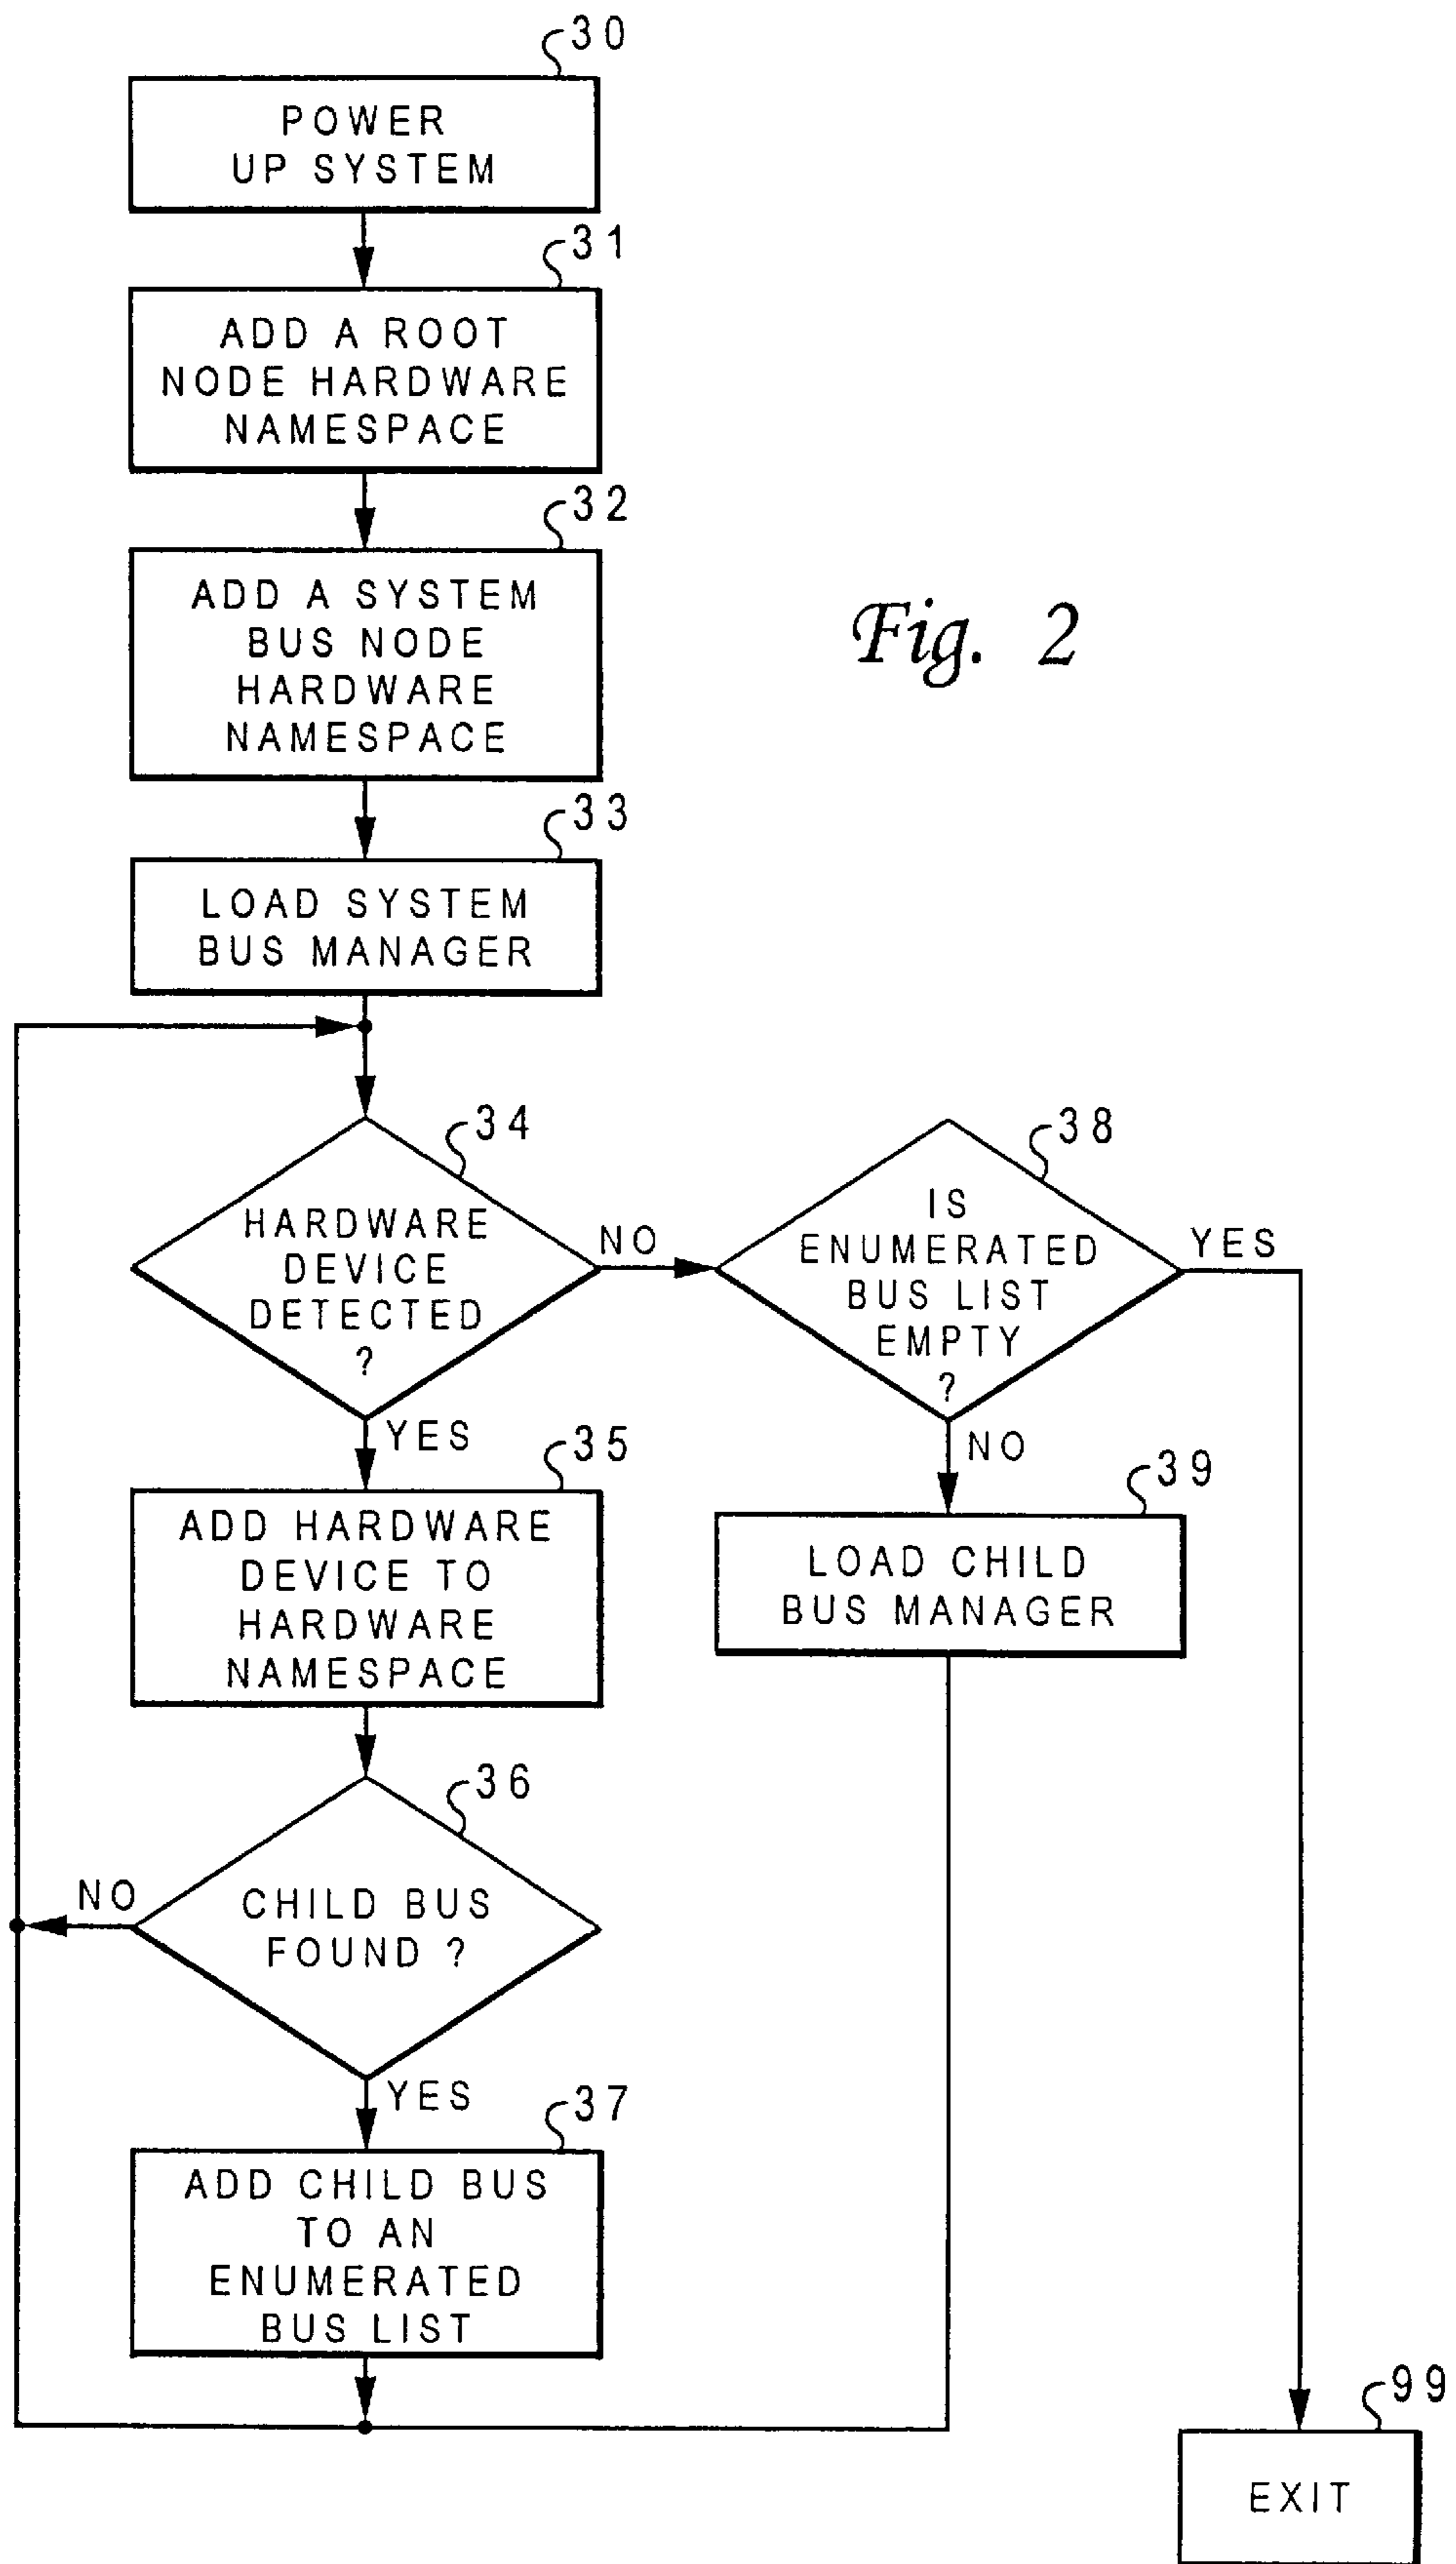 30
POWER
UP SYSTEM
31
ADD A ROOT
NODE HARDWARE
NAMESPACE
32
ADD A SYSTEM
BUS NODE
HARDWARE
NAMESPACE
Fig. 2
33
LOAD SYSTEM
BUS MANAGER
34
HARDWARE
DEVICE
DETECTED
?
NO
38
IS
ENUMERATED
BUS LIST
EMPTY
?
YES
YES
NO
35
ADD HARDWARE
DEVICE TO
HARDWARE
NAMESPACE
39
LOAD CHILD
BUS MANAGER
36
CHILD BUS
FOUND ?
NO
YES
37
ADD CHILD BUS
TO AN
ENUMERATED
BUS LIST
99
EXIT